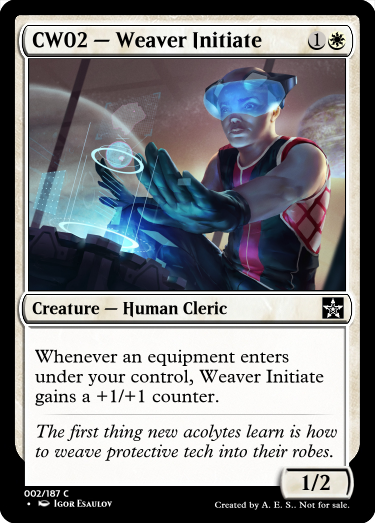 CW02 — Weaver Initiate 1
Creature — Human Cleric
Whenever an equipment enters
under your control, Weaver Initiate
gains a +1/+1 counter.
The first thing new acolytes learn is how
to weave protective tech into their robes.
1/2
002/187 C
• Igor Esaulov
Created by A. E. S.. Not for sale.